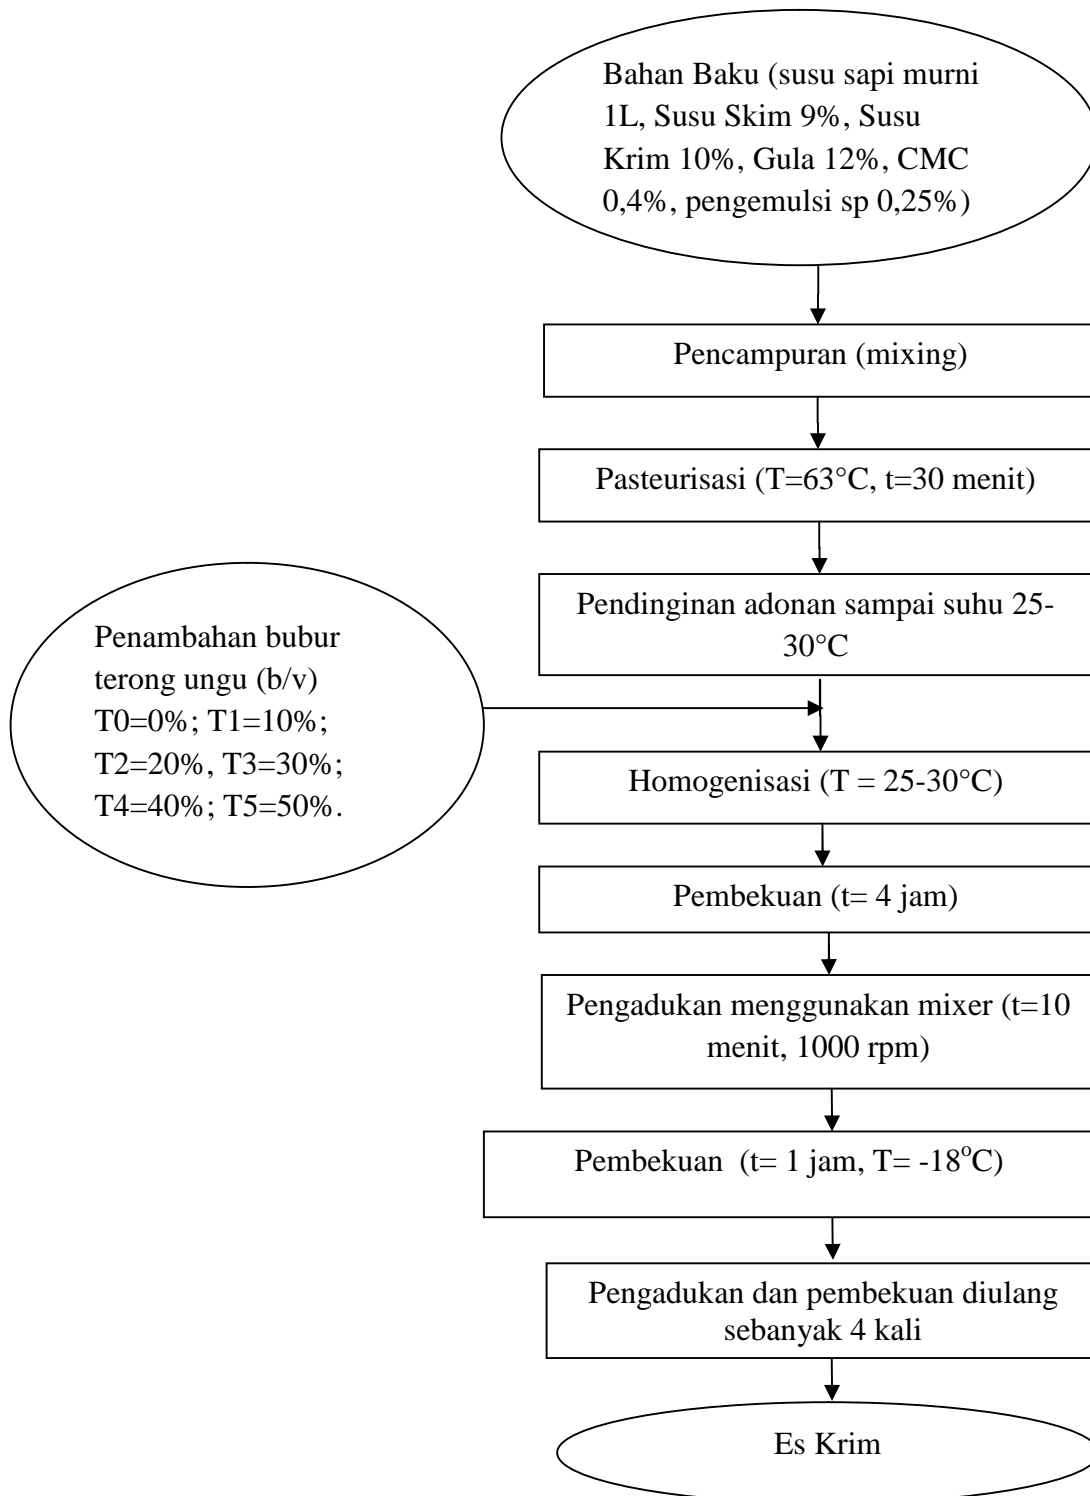 Bahan Baku (susu sapi murni
1L, Susu Skim 9%, Susu
Krim 10%, Gula 12%, CMC
0,4%, pengemulsi sp 0,25%)
Pencampuran (mixing)
Pasteurisasi (T=63°C, t=30 menit)
Pendinginan adonan sampai suhu 25-
30°C
Penambahan bubur
terong ungu (b/v)
T0=0%; T1=10%;
T2=20%, T3=30%;
T4=40%; T5=50%.
Homogenisasi (T = 25-30°C)
Pembekuan (t= 4 jam)
Pengadukan menggunakan mixer (t=10
menit, 1000 rpm)
Pembekuan  (t= 1 jam, T= -18°C)
Pengadukan dan pembekuan diulang
sebanyak 4 kali
Es Krim